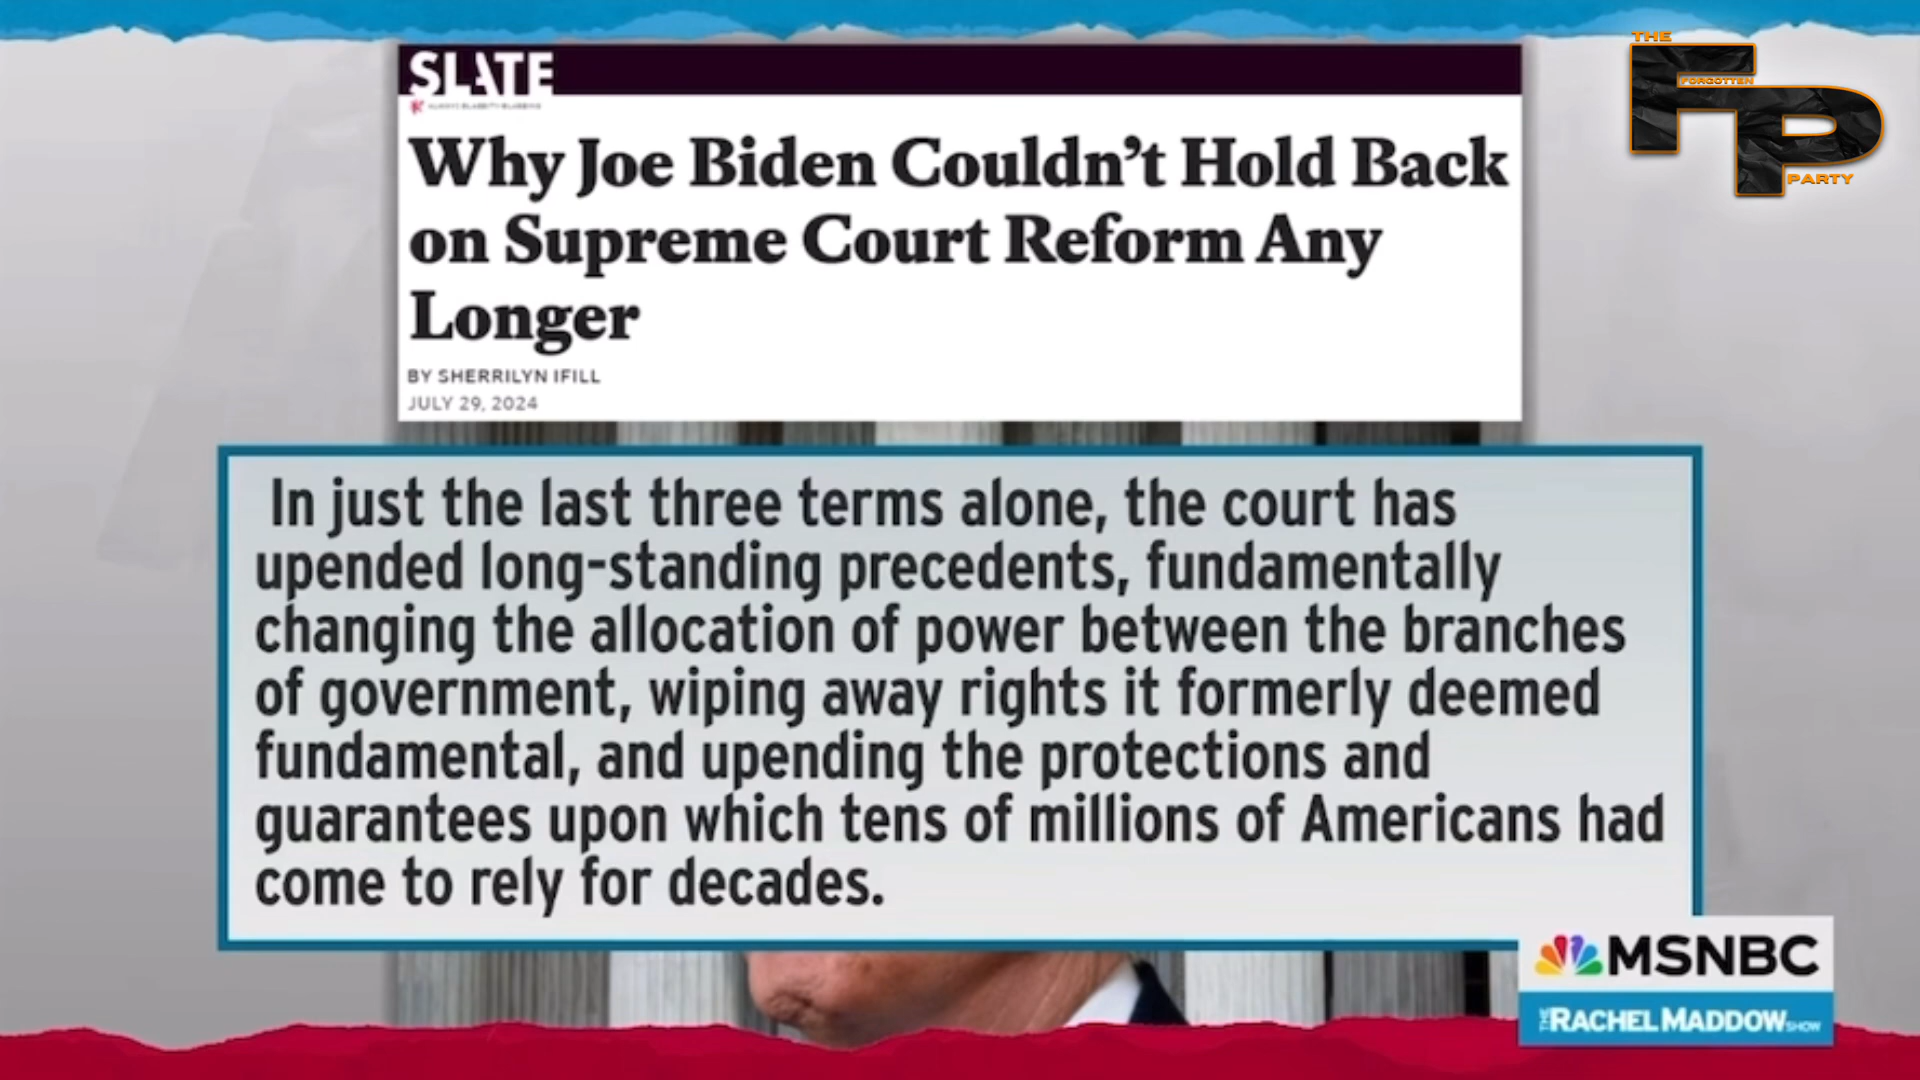 SLATE
Why Joe Biden Couldn't Hold Back
on Supreme Court Reform Any
Longer
BY SHERRILYN IFILL
JULY 29, 2024
In just the last three terms alone, the court has
upended long-standing precedents, fundamentally
changing the allocation of power between the branches
of government, wiping away rights it formerly deemed
fundamental, and upending the protections and
guarantees upon which tens of millions of Americans had
come to rely for decades.
THE
FORGOTTEN
FP
PARTY
MSNBC
THE RACHEL MADDOW SHOW